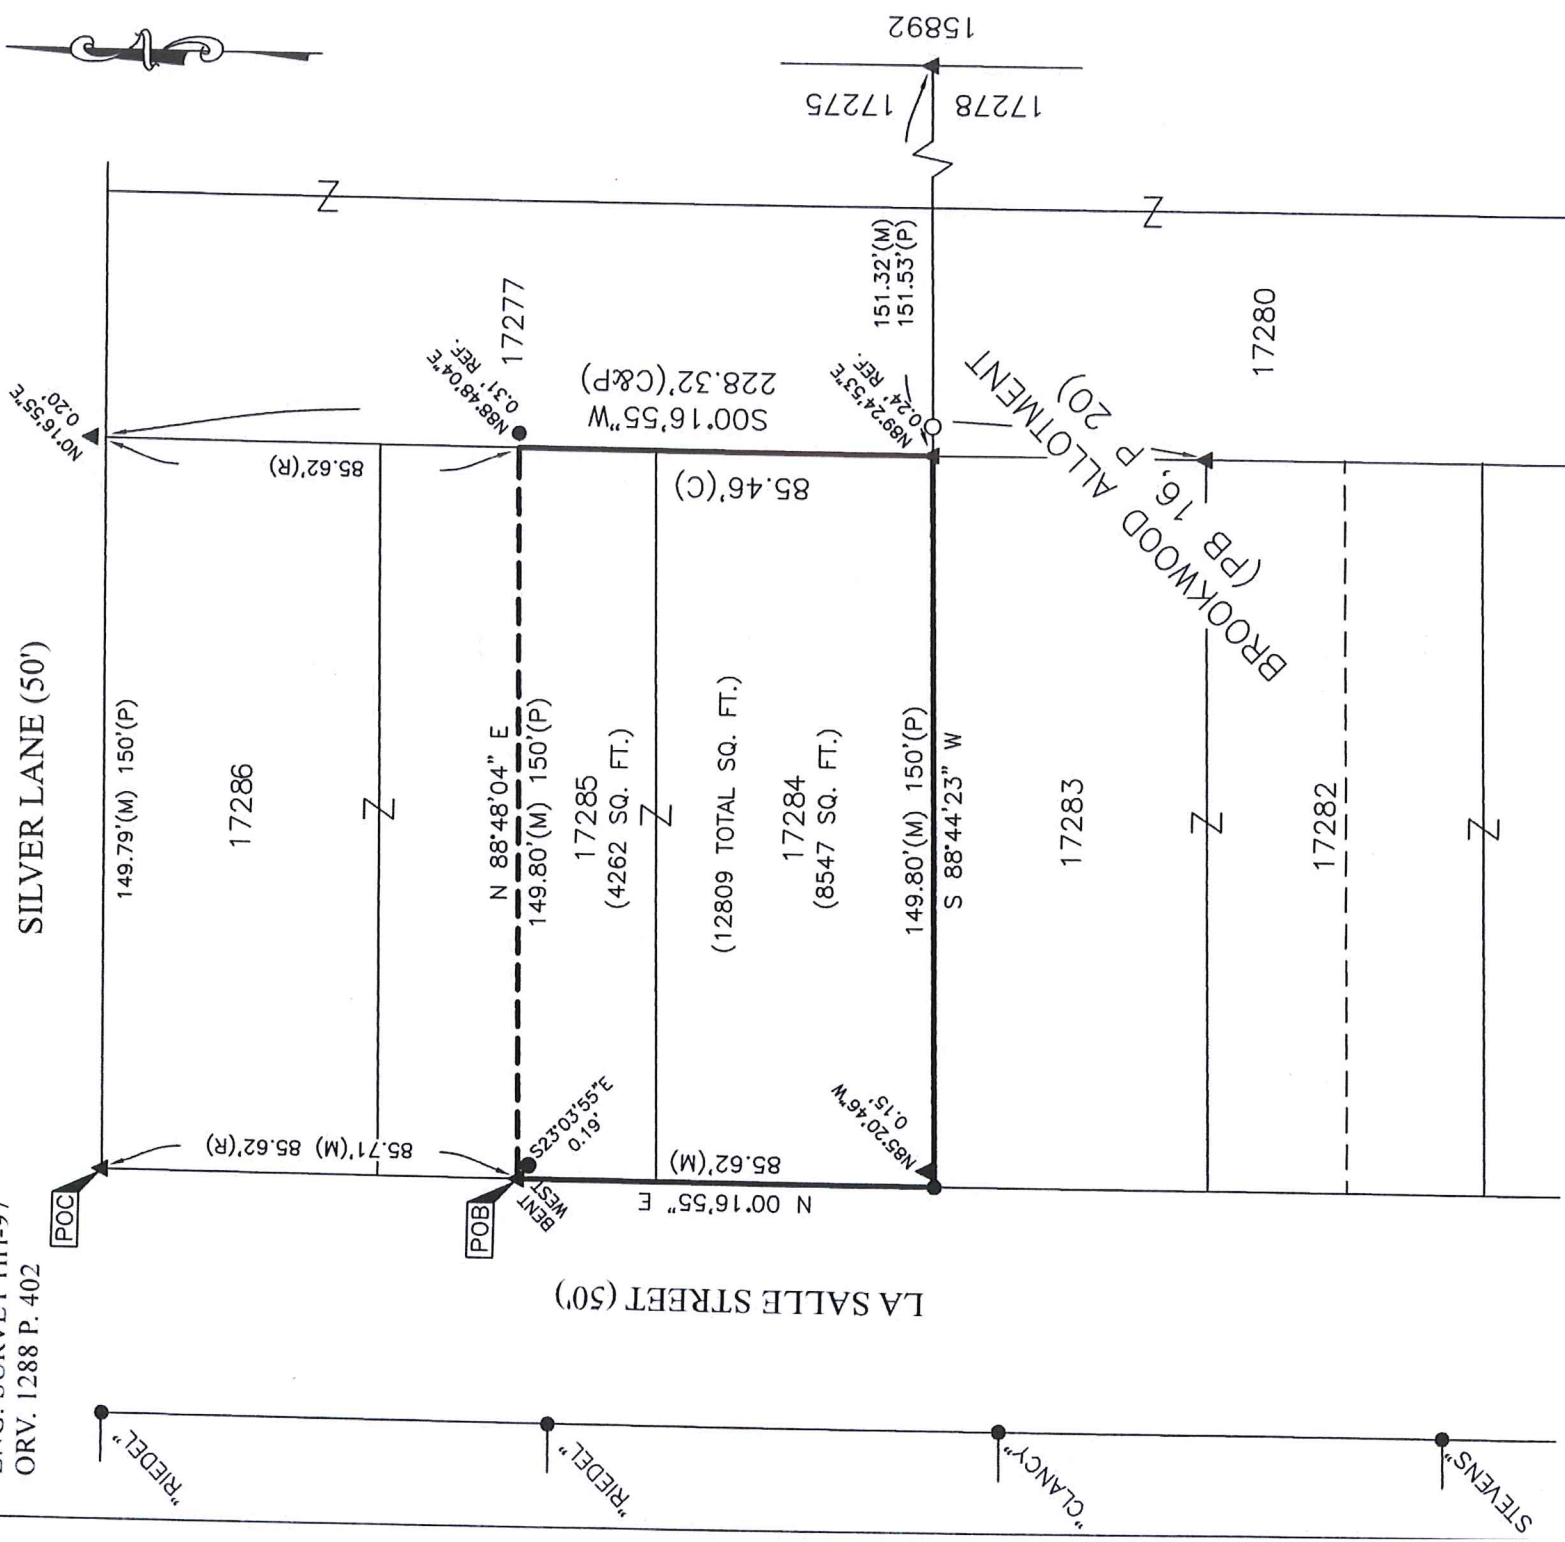 ORV. 1288 P. 402
SILVER LANE (50')
LA SALLE STREET (50')
POC
POB
149.79'(M) 150'(P)
17286
N0°16'55"E
0.20'
85.62'(R)
85.71'(M) 85.62'(R)
N88°48'04"E
0.31' REF.
17277
N 88°48'04" E
149.80'(M) 150'(P)
17285
(4262 SQ. FT.)
BENT
WEST
S23°03'55"E
0.19'
(12809 TOTAL SQ. FT.)
17284
(8547 SQ. FT.)
N 00°16'55" E
85.62'(M)
N85°20'46"W
0.15'
85.46'(C)
S00°16'55"W
228.32'(C&P)
N89°24'53"E
0.24' REF.
151.32'(M)
151.53'(P)
149.80'(M) 150'(P)
S 88°44'23" W
17275
17278
15892
17283
17282
17280
BROOKWOOD ALLOTMENT
(PB 16, P 20)
"RIEDEL"
"RIEDEL"
"CLANCY"
STEVENS"